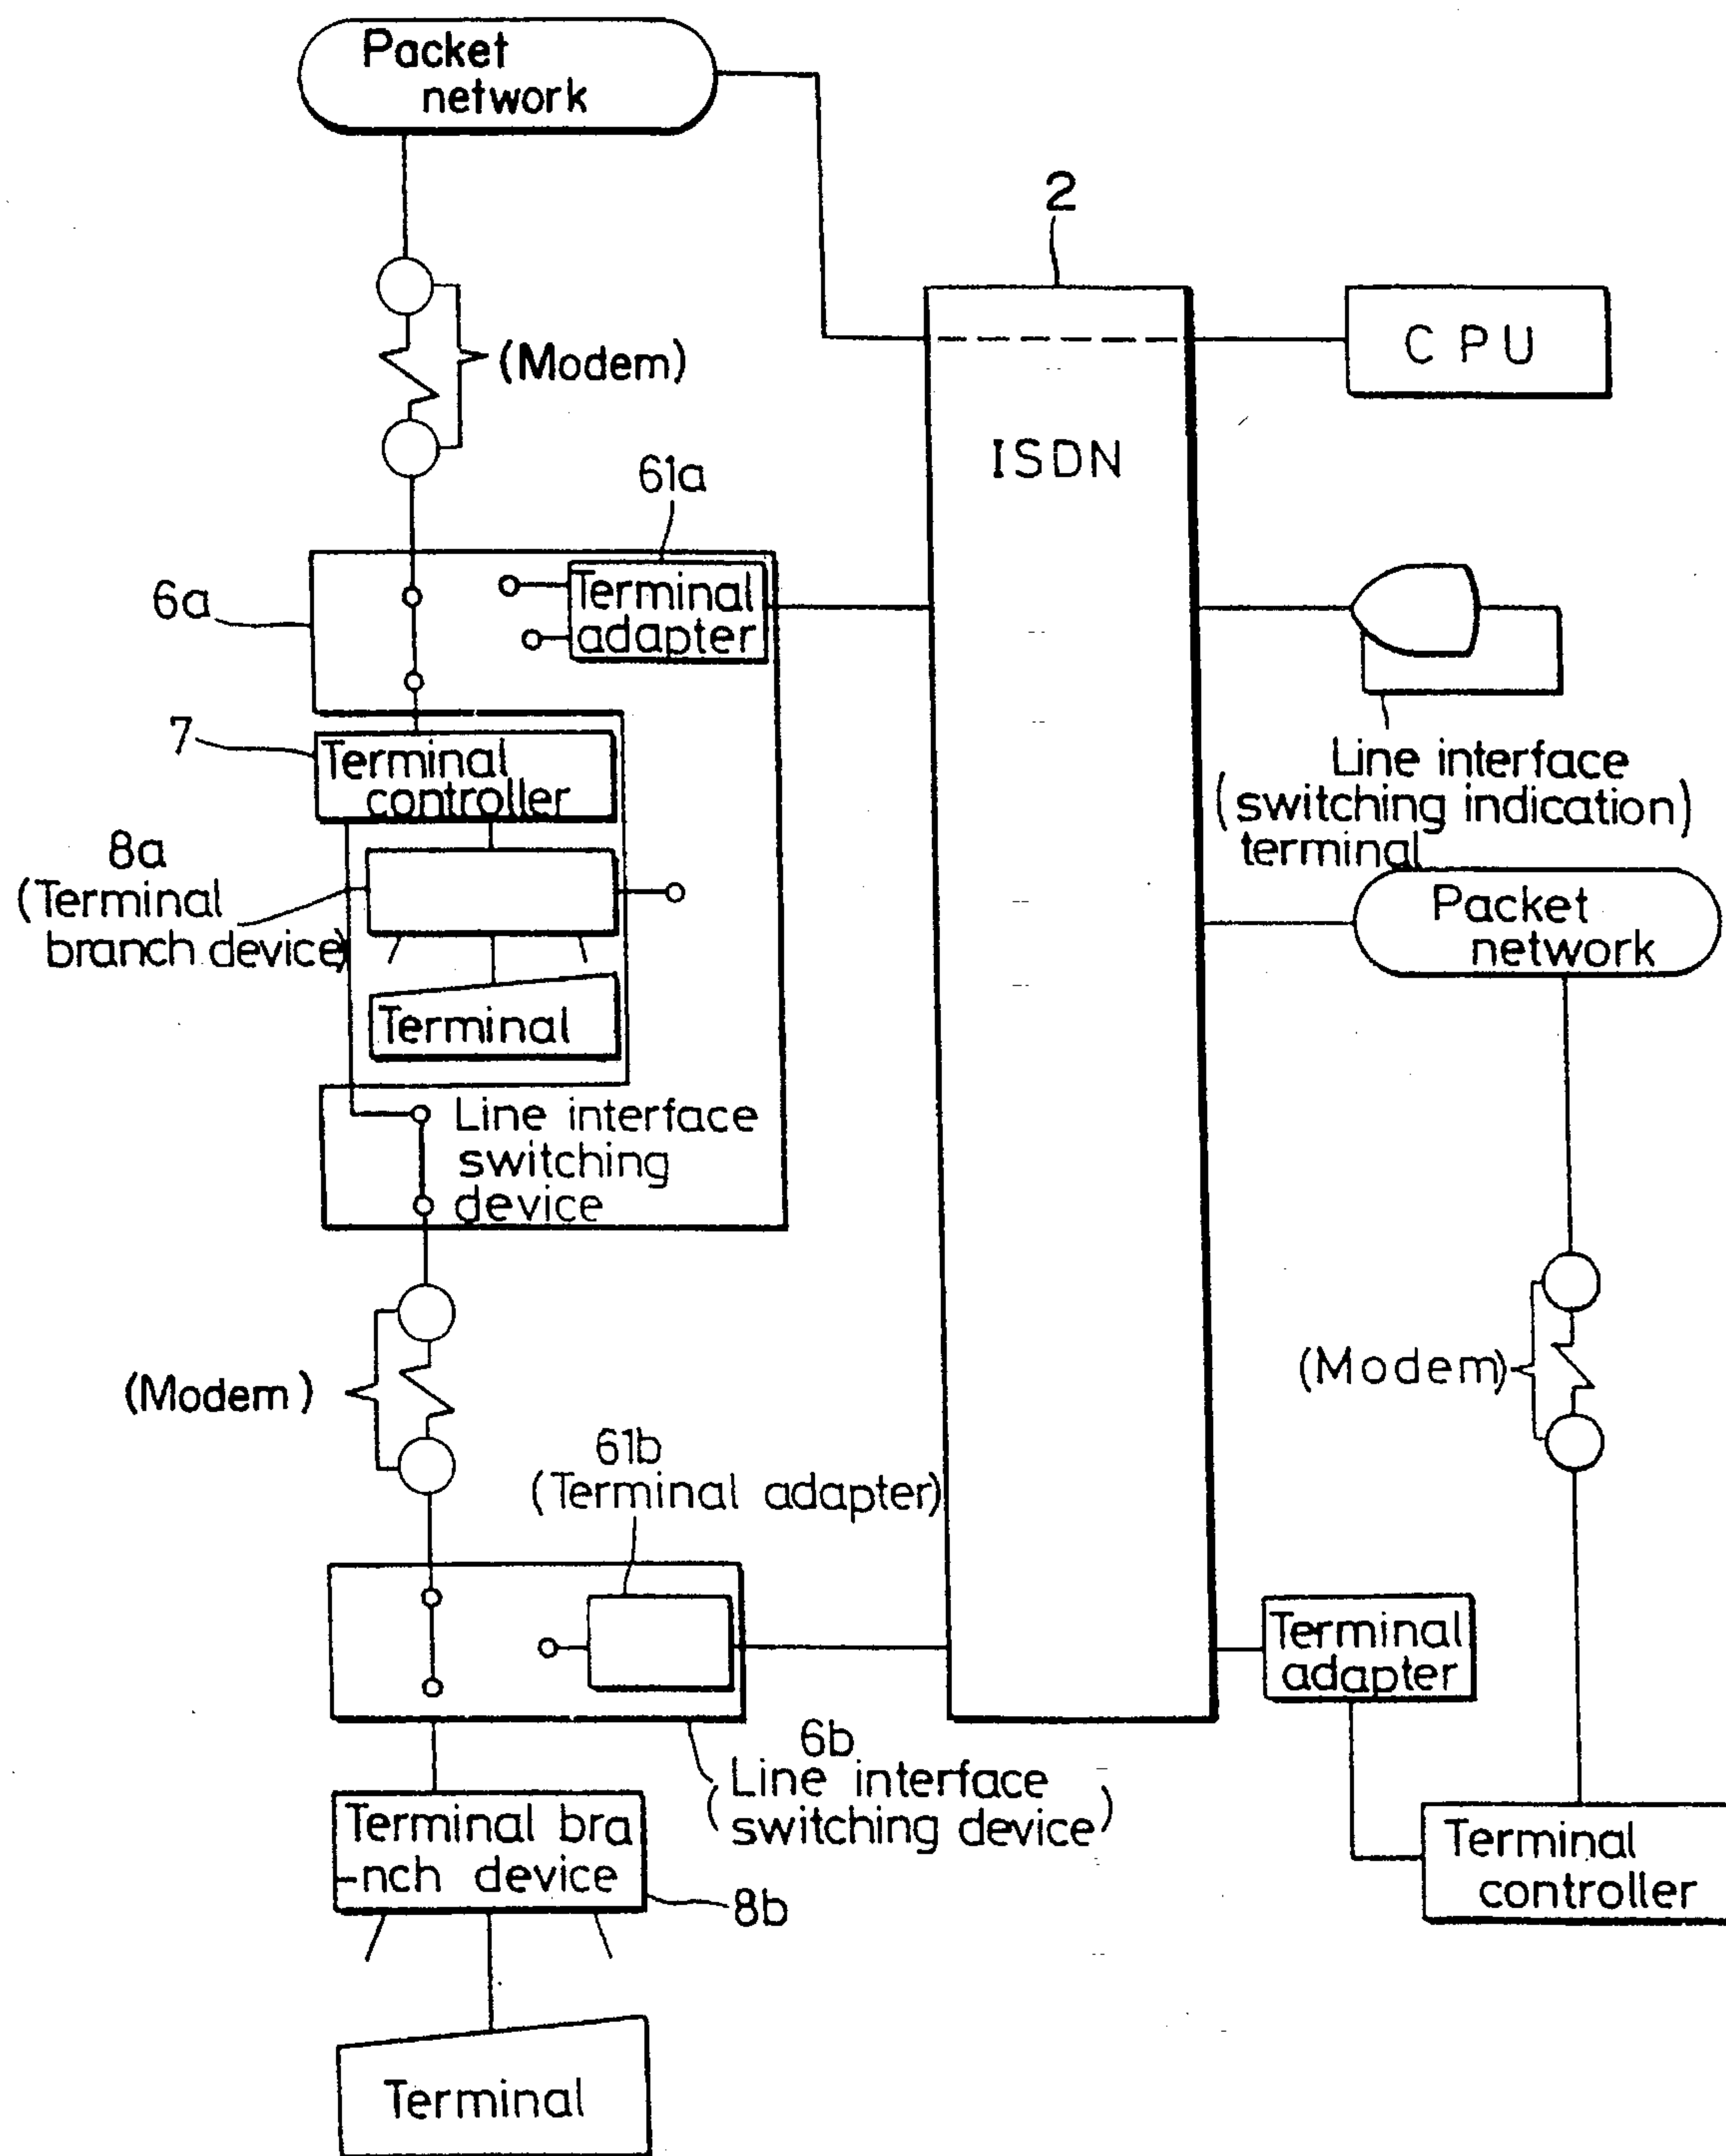 Packet
network
2
(Modem)
CPU
ISDN
61a
Terminal
adapter
6a
7
Terminal
controller
Line interface
(switching indication)
terminal
8a
(Terminal
branch device)
Packet
network
Terminal
Line interface
switching
device
(Modem)
(Modem)
61b
(Terminal adapter)
Terminal
adapter
6b
(Line interface
switching device)
Terminal bra
-nch device
8b
Terminal
controller
Terminal